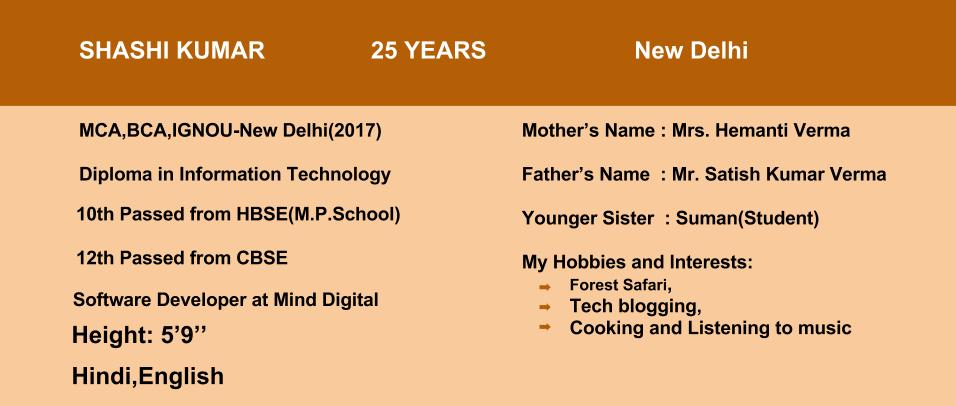 SHASHI KUMAR 25 YEARS New Delhi
MCA,BCA,IGNOU-New Delhi(2017)
Diploma in Information Technology
10th Passed from HBSE(M.P.School)
12th Passed from CBSE
Software Developer at Mind Digital
Height: 5’9’’
Hindi,English
Mother’s Name : Mrs. Hemanti Verma
Father’s Name : Mr. Satish Kumar Verma
Younger Sister : Suman(Student)
My Hobbies and Interests:
➡ Forest Safari,
➡ Tech blogging,
➡ Cooking and Listening to music